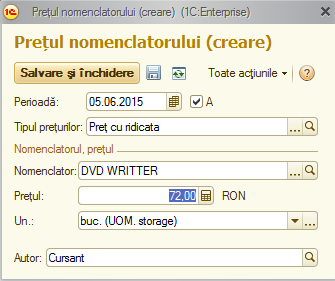 Prețul nomenclatorului (creare) (1C:Enterprise)
Prețul nomenclatorului (creare)
Salvare şi închidere Toate acțiunile ?
Perioadă: 05.06.2015 A
Tipul prețurilor: Preț cu ridicata ...
Nomenclatorul, prețul
Nomenclator: DVD WRITTER ...
Prețul: 72,00 RON
Un.: buc. (UOM. storage) ...
Autor: Cursant